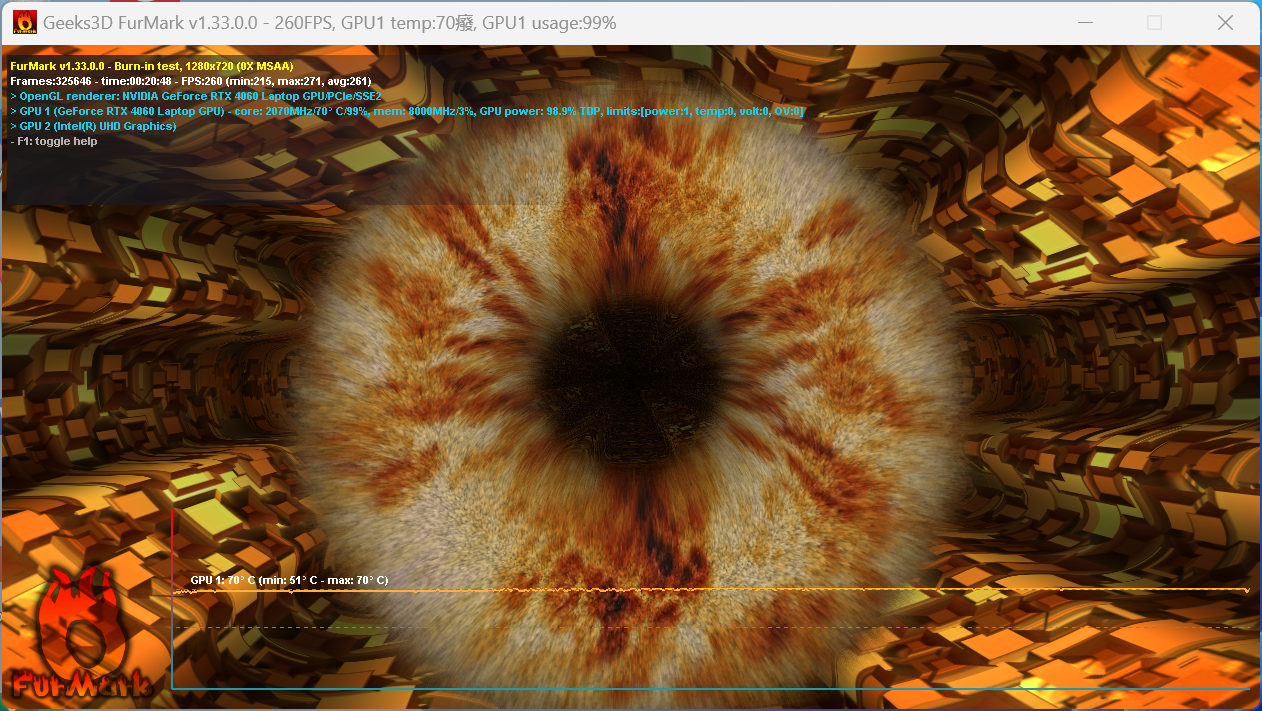 Geeks3D FurMark v1.33.0.0 - 260FPS, GPU1 temp:70癈, GPU1 usage:99%
FurMark v1.33.0.0 - Burn-in test, 1280x720 (0X MSAA)
Frames:325646 - time:00:20:48 - FPS:260 (min:215, max:271, avg:261)
> OpenGL renderer: NVIDIA GeForce RTX 4060 Laptop GPU/PCIe/SSE2
> GPU 1 (GeForce RTX 4060 Laptop GPU) - core: 2070MHz/70° C/99%, mem: 8000MHz/3%, GPU power: 98.9% TDP, limits:[power:1, temp:0, volt:0, OV:0]
> GPU 2 (Intel(R) UHD Graphics)
- F1: toggle help
GPU 1: 70° C (min: 51° C - max: 70° C)
FurMark